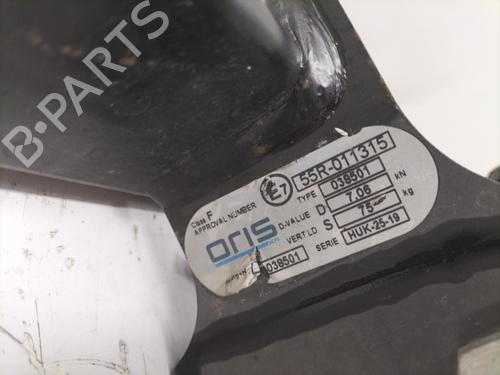 B-PARTS
Class F
APPROVAL NUMBER E7 55R-011315
TYPE 038501
D-VALUE D 7.06 kN
VERT LD S 75 kg
SERIE HUK-25-19
ORIS
038501